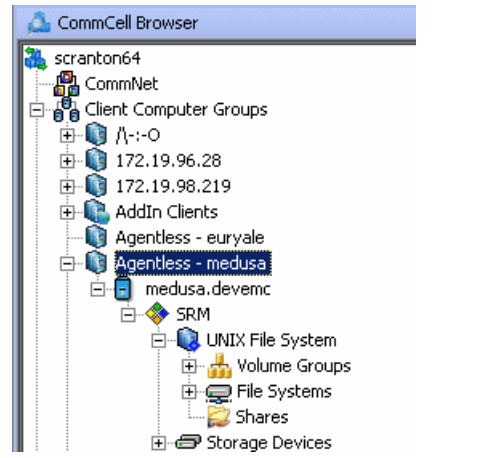 CommCell Browser
scranton64
CommNet
Client Computer Groups
/\-:-O
172.19.96.28
172.19.98.219
AddIn Clients
Agentless - euryale
Agentless - medusa
medusa.devemc
SRM
UNIX File System
Volume Groups
File Systems
Shares
Storage Devices